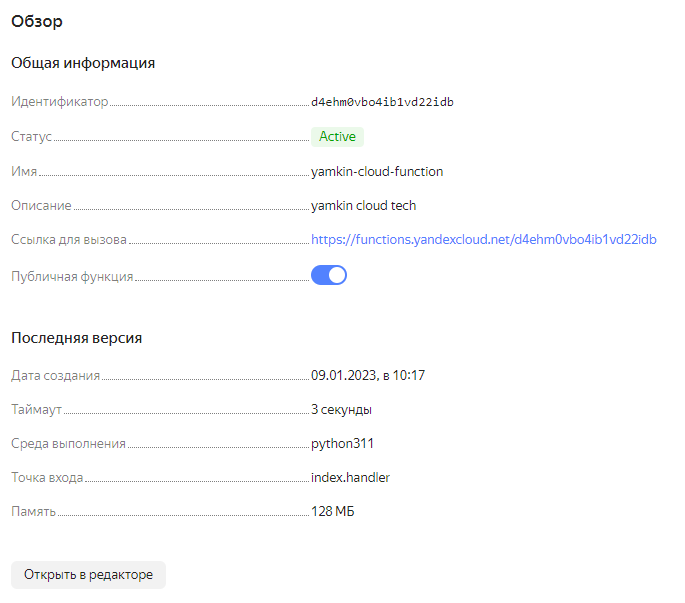 Обзор
Общая информация
Идентификатор d4ehm0vbo4ib1vd22idb
Статус Active
Имя yamkin-cloud-function
Описание yamkin cloud tech
Ссылка для вызова https://functions.yandexcloud.net/d4ehm0vbo4ib1vd22idb
Публичная функция
Последняя версия
Дата создания 09.01.2023, в 10:17
Таймаут 3 секунды
Среда выполнения python311
Точка входа index.handler
Память 128 МБ
Открыть в редакторе